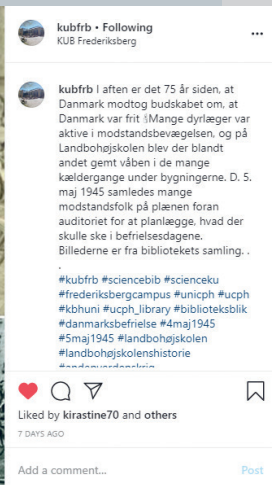 kubfrb • Following
KUB Frederiksberg
kubfrb I aften er det 75 år siden, at
Danmark modtog budskabet om, at
Danmark var frit 🕯Mange dyrlæger var
aktive i modstandsbevægelsen, og på
Landbohøjskolen blev der blandt
andet gemt våben i de mange
kældergange under bygningerne. D. 5.
maj 1945 samledes mange
modstandsfolk på plænen foran
auditoriet for at planlægge, hvad der
skulle ske i befrielsesdagene.
Billederne er fra bibliotekets samling. .
.
#kubfrb #sciencebib #scienceku
#frederiksbergcampus #unicph #ucph
#kbhuni #ucph_library #biblioteksblik
#danmarksbefrielse #4maj1945
#5maj1945 #landbohøjskolen
#landbohøjskolenshistorie
#andenverdenskrig
Liked by kirastine70 and others
7 DAYS AGO
Add a comment...
Post